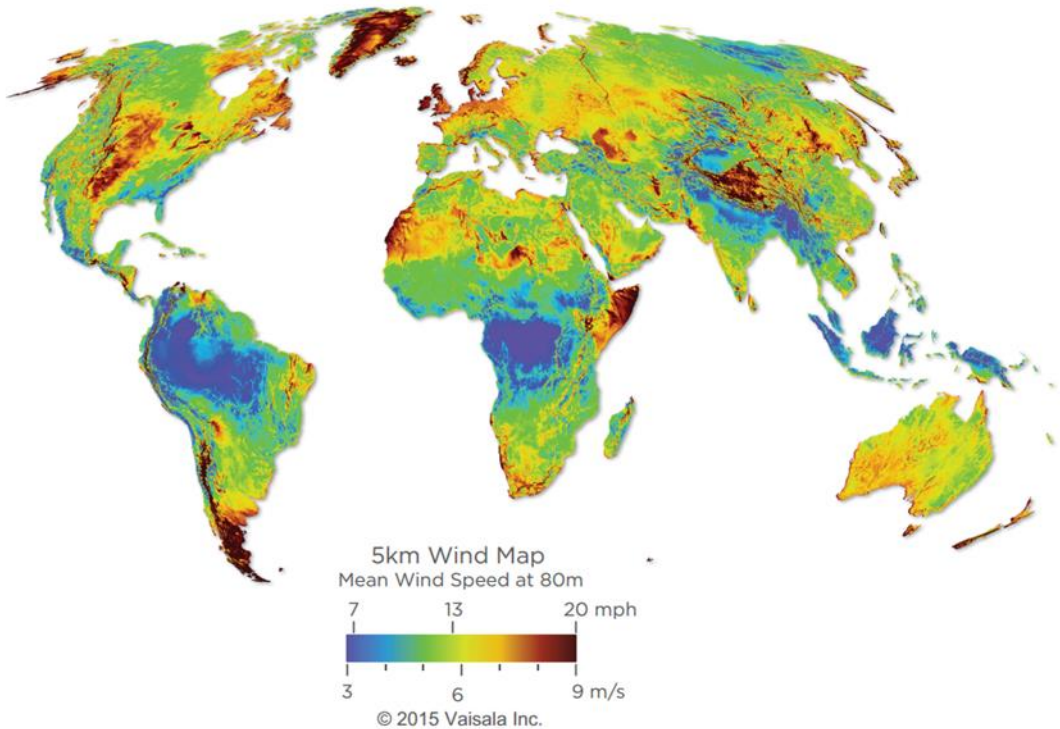 5km Wind Map
Mean Wind Speed at 80m
7 13 20 mph
3 6 9 m/s
© 2015 Vaisala Inc.